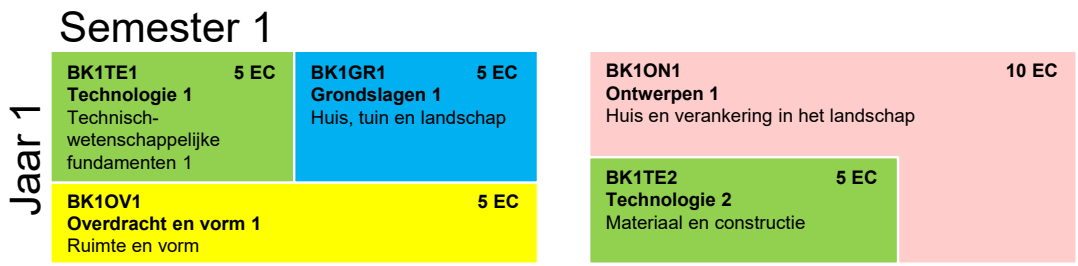 Semester 1
Jaar 1
BK1TE1 5 EC
Technologie 1
Technisch-
wetenschappelijke
fundamenten 1
BK1GR1 5 EC
Grondslagen 1
Huis, tuin en landschap
BK1OV1 5 EC
Overdracht en vorm 1
Ruimte en vorm
BK1ON1 10 EC
Ontwerpen 1
Huis en verankering in het landschap
BK1TE2 5 EC
Technologie 2
Materiaal en constructie